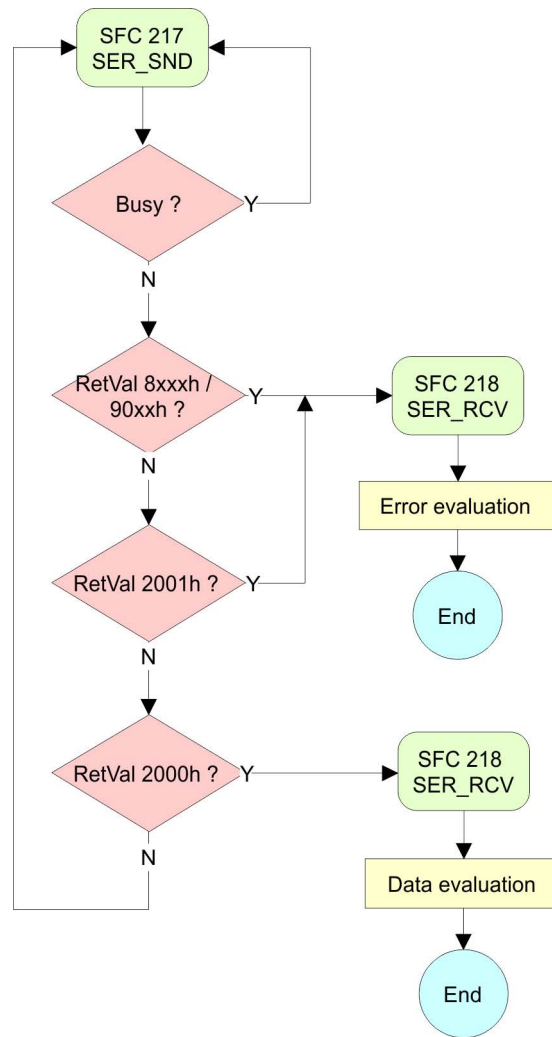 SFC 217
SER_SND
Busy ?
Y
N
RetVal 8xxxh /
90xxh ?
Y
SFC 218
SER_RCV
N
Error evaluation
RetVal 2001h ?
Y
End
N
RetVal 2000h ?
Y
SFC 218
SER_RCV
N
Data evaluation
End